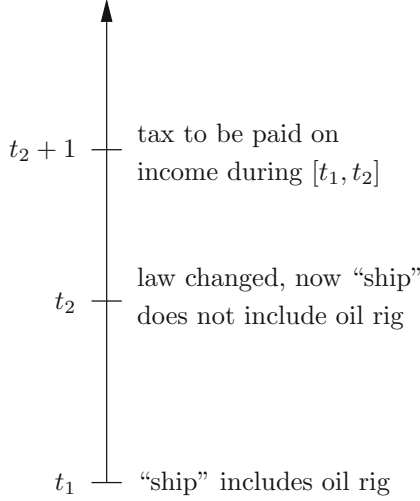 t₂ + 1
tax to be paid on
income during [t₁, t₂]
t₂
law changed, now “ship”
does not include oil rig
t₁
“ship” includes oil rig